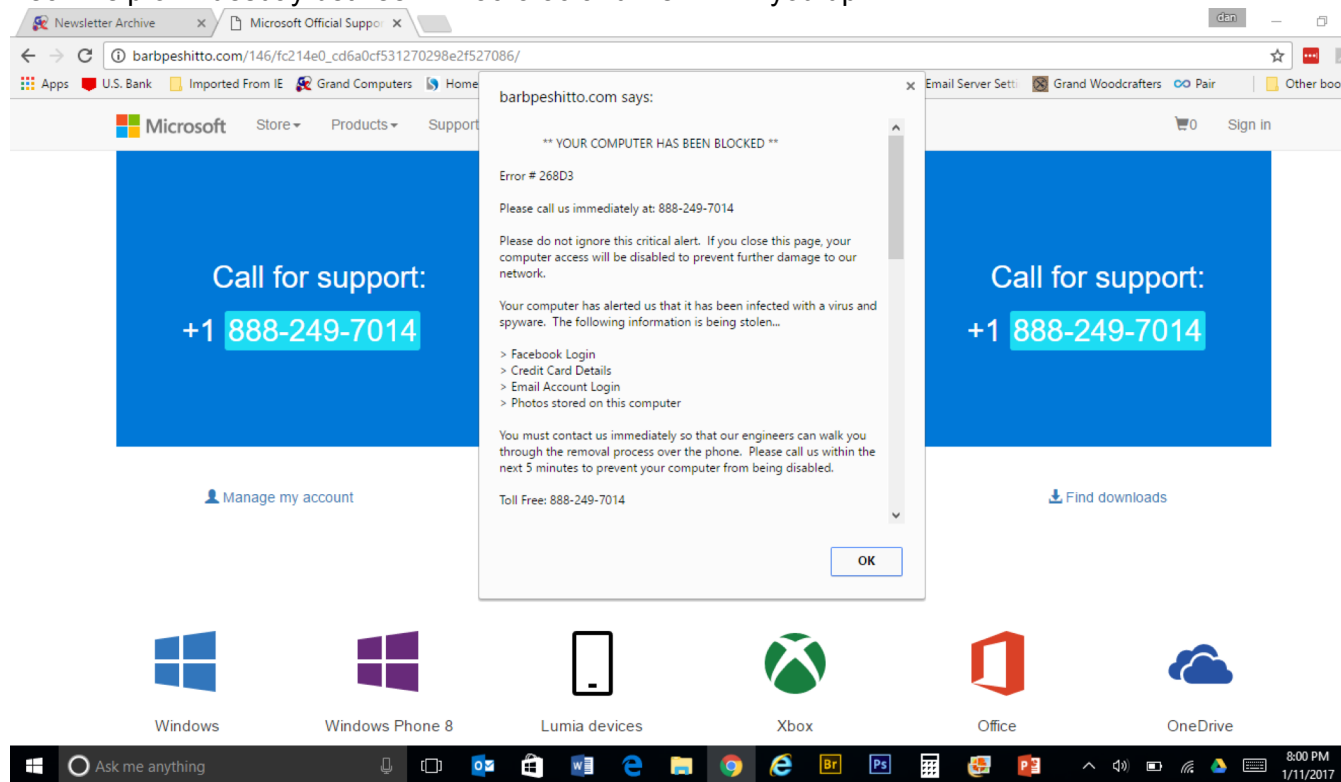 Newsletter Archive
Microsoft Official Suppor
dan
barbpeshitto.com/146/fc214e0_cd6a0cf531270298e2f527086/
Apps U.S. Bank Imported From IE Grand Computers Home Email Server Setti Grand Woodcrafters Pair Other boo
Microsoft Store Products Support 0 Sign in
barbpeshitto.com says:
** YOUR COMPUTER HAS BEEN BLOCKED **
Error # 268D3
Please call us immediately at: 888-249-7014
Please do not ignore this critical alert. If you close this page, your
computer access will be disabled to prevent further damage to our
network.
Your computer has alerted us that it has been infected with a virus and
spyware. The following information is being stolen...
> Facebook Login
> Credit Card Details
> Email Account Login
> Photos stored on this computer
You must contact us immediately so that our engineers can walk you
through the removal process over the phone. Please call us within the
next 5 minutes to prevent your computer from being disabled.
Toll Free: 888-249-7014
OK
Call for support:
+1 888-249-7014
Call for support:
+1 888-249-7014
Manage my account
Find downloads
Windows
Windows Phone 8
Lumia devices
Xbox
Office
OneDrive
Ask me anything
Br
Ps
8:00 PM
1/11/2017